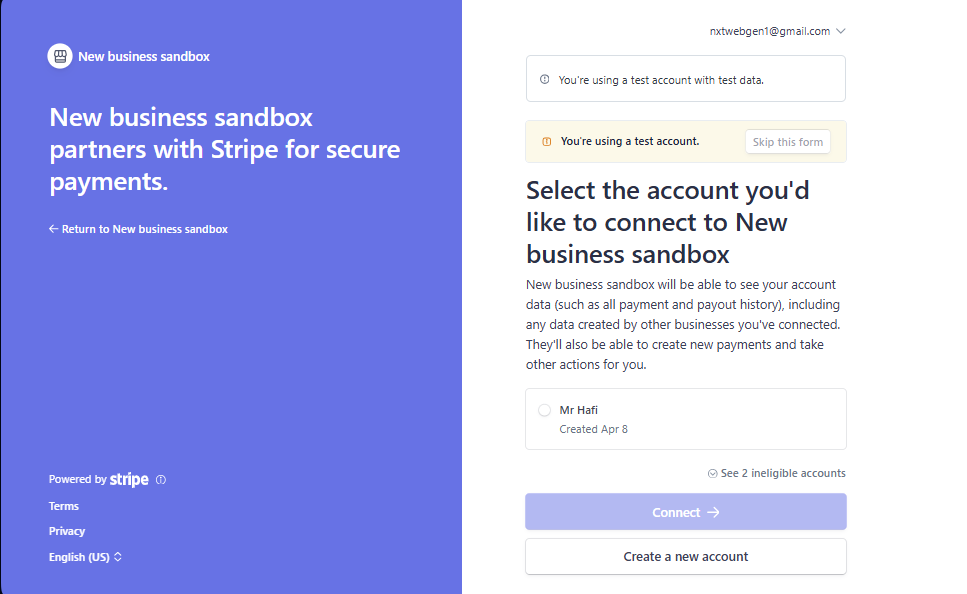 New business sandbox
New business sandbox
partners with Stripe for secure
payments.
Return to New business sandbox
Powered by stripe
Terms
Privacy
English (US)
nxtwebgen1@gmail.com
You're using a test account with test data.
You're using a test account.
Skip this form
Select the account you'd
like to connect to New
business sandbox
New business sandbox will be able to see your account
data (such as all payment and payout history), including
any data created by other businesses you've connected.
They'll also be able to create new payments and take
other actions for you.
Mr Hafi
Created Apr 8
See 2 ineligible accounts
Connect
Create a new account